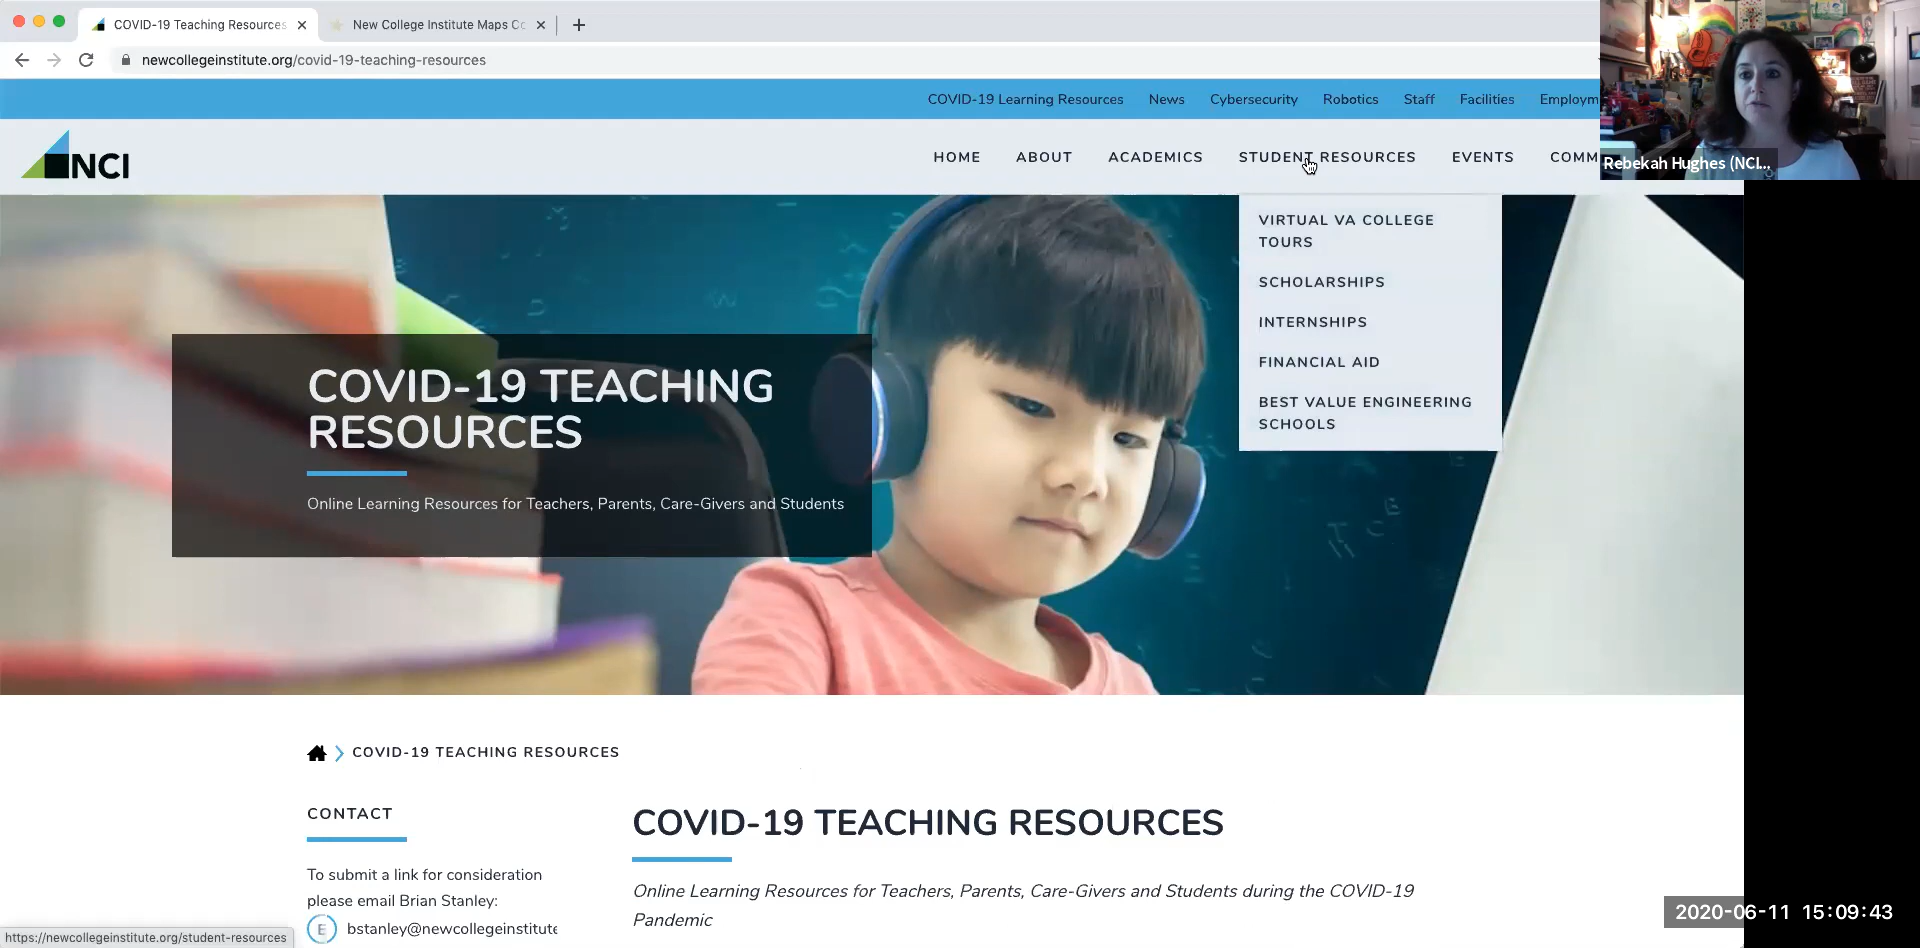 COVID-19 Teaching Resources
New College Institute Maps Co
newcollegeinstitute.org/covid-19-teaching-resources
COVID-19 Learning Resources News Cybersecurity Robotics Staff Facilities Employm
NCI
HOME ABOUT ACADEMICS STUDENT RESOURCES EVENTS COMM
Rebekah Hughes (NCI...
VIRTUAL VA COLLEGE
TOURS
SCHOLARSHIPS
INTERNSHIPS
FINANCIAL AID
BEST VALUE ENGINEERING
SCHOOLS
COVID-19 TEACHING
RESOURCES
Online Learning Resources for Teachers, Parents, Care-Givers and Students
COVID-19 TEACHING RESOURCES
CONTACT
To submit a link for consideration
please email Brian Stanley:
E bstanley@newcollegeinstitute
COVID-19 TEACHING RESOURCES
Online Learning Resources for Teachers, Parents, Care-Givers and Students during the COVID-19
Pandemic
https://newcollegeinstitute.org/student-resources
2020-06-11 15:09:43